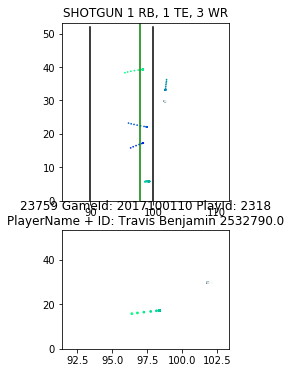 SHOTGUN 1 RB, 1 TE, 3 WR
50
40
30
20
10
0
90 100 110
23759 GameId: 2017100110 PlayId: 2318
PlayerName + ID: Travis Benjamin 2532790.0
40
20
0
92.5 95.0 97.5 100.0 102.5